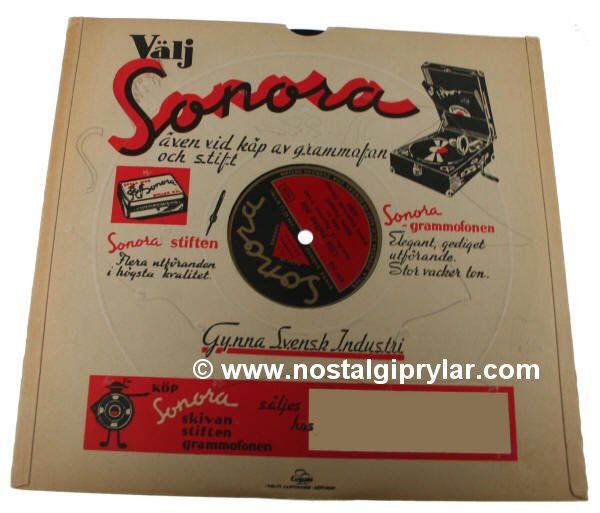 Välj
Sonora
även vid köp av grammofon
och stift
Sonora
Sonora stiften
Flera utföranden
i högsta kvalitet.
Sonora
Sonora
-grammofonen
Elegant, gediget
utförande.
Stor vacker ton.
Gynna Svensk Industri
© www.nostalgiprylar.com
köp
Sonora
skivan
stiften
grammofonen
säljes
hos